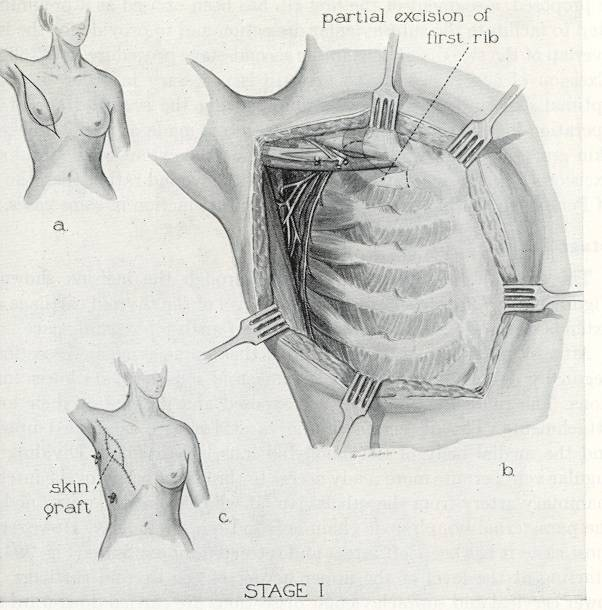 partial excision of
first rib
a.
b.
skin
graft
c.
STAGE I